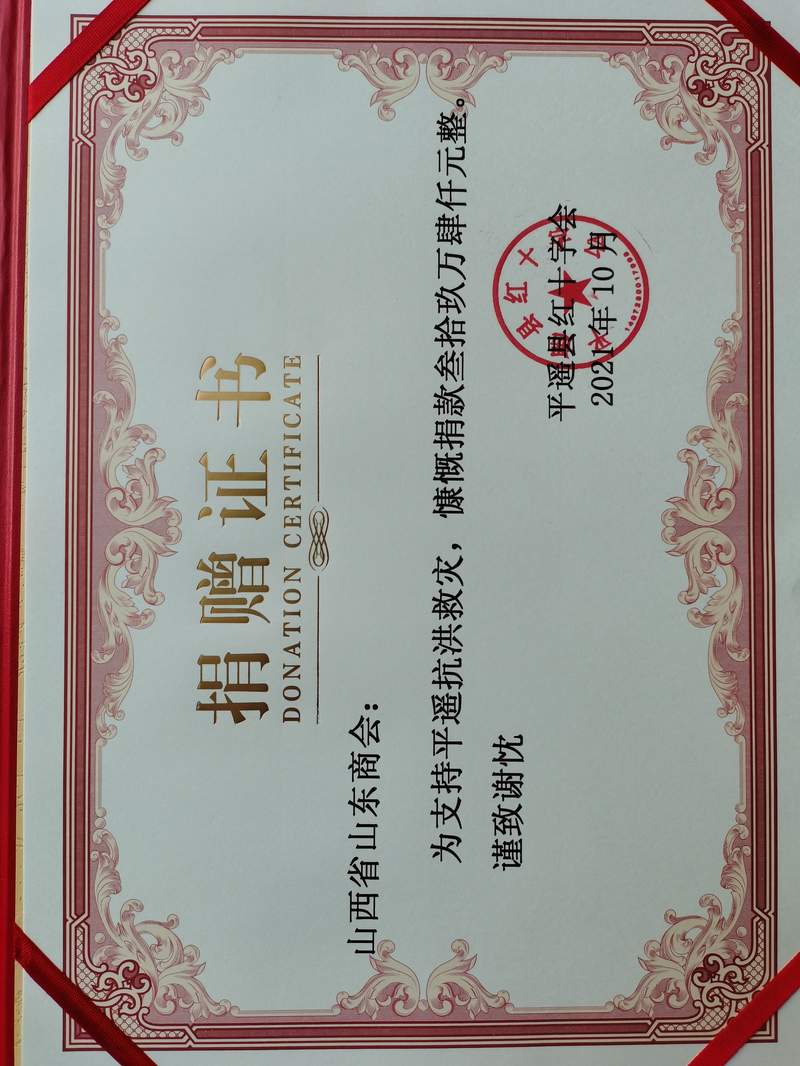 捐赠证书
DONATION CERTIFICATE
山西省山东商会：
为支持平遥抗洪救灾，慷慨捐款叁拾玖万肆仟元整。
谨致谢忱
平遥县红十字会
2021年10月